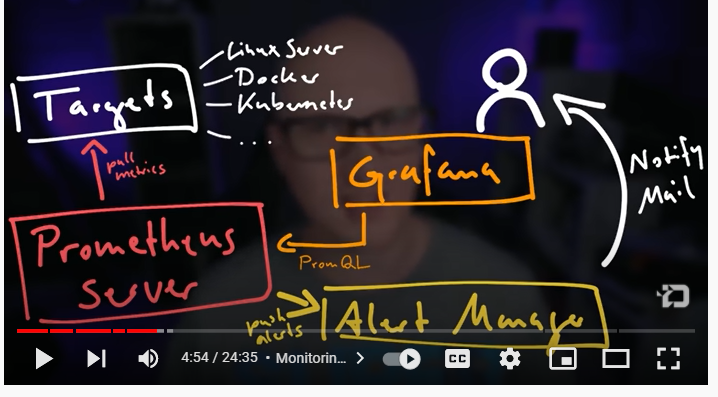 Linux Server
Docker
Kubernetes
...
Targets
pull
metrics
Grafana
Notify
Mail
Prometheus
Server
PromQL
push
alerts
Alert Manager
4:54 / 24:35 • Monitorin...
CC